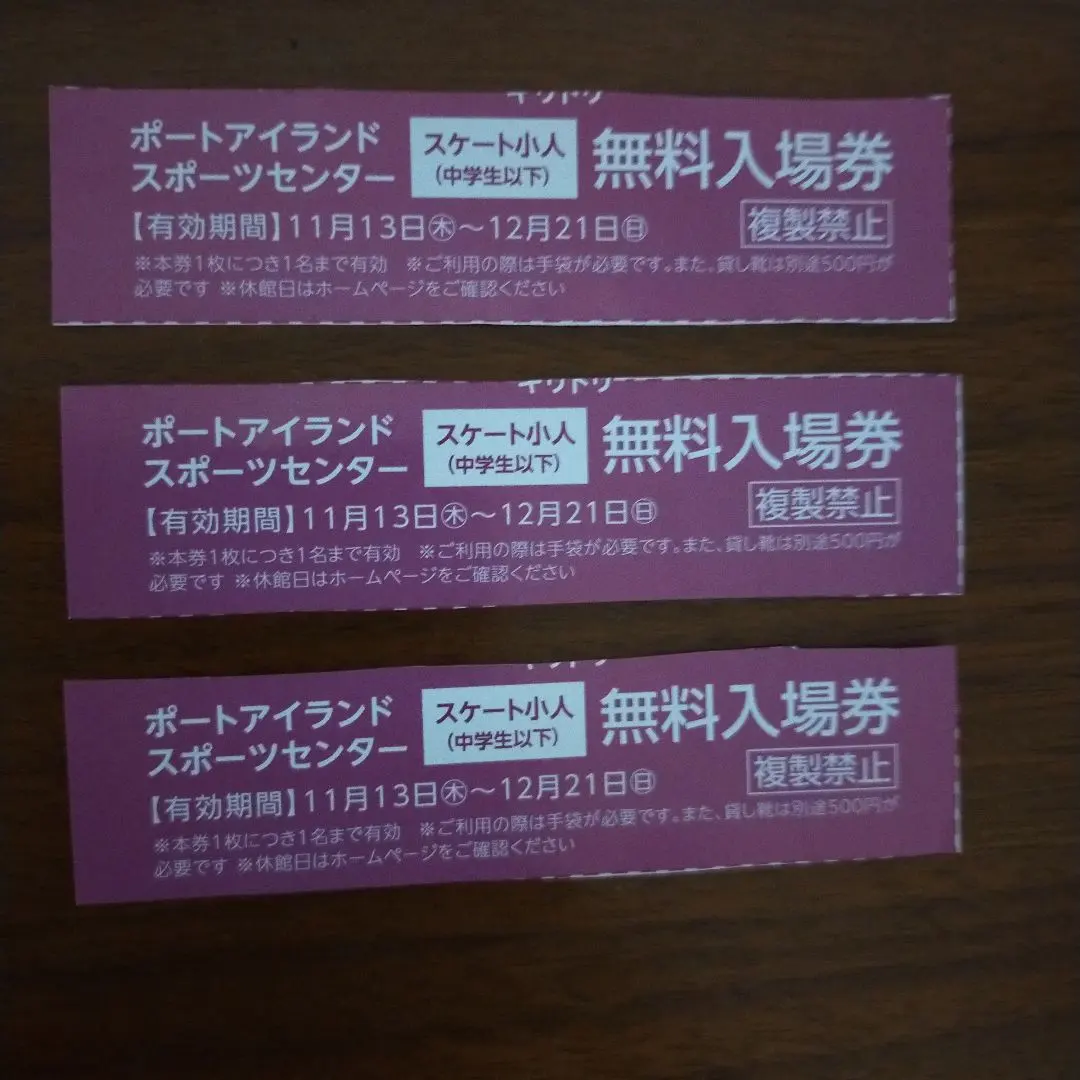 キリトリ
ポートアイランド
スポーツセンター
スケート小人
(中学生以下)
無料入場券
【有効期間】11月13日㊍～12月21日㊐
複製禁止
※本券1枚につき1名まで有効　※ご利用の際は手袋が必要です。また、貸し靴は別途500円が
必要です ※休館日はホームページをご確認ください
キリトリ
ポートアイランド
スポーツセンター
スケート小人
(中学生以下)
無料入場券
【有効期間】11月13日㊍～12月21日㊐
複製禁止
※本券1枚につき1名まで有効　※ご利用の際は手袋が必要です。また、貸し靴は別途500円が
必要です ※休館日はホームページをご確認ください
キリトリ
ポートアイランド
スポーツセンター
スケート小人
(中学生以下)
無料入場券
【有効期間】11月13日㊍～12月21日㊐
複製禁止
※本券1枚につき1名まで有効　※ご利用の際は手袋が必要です。また、貸し靴は別途500円が
必要です ※休館日はホームページをご確認ください